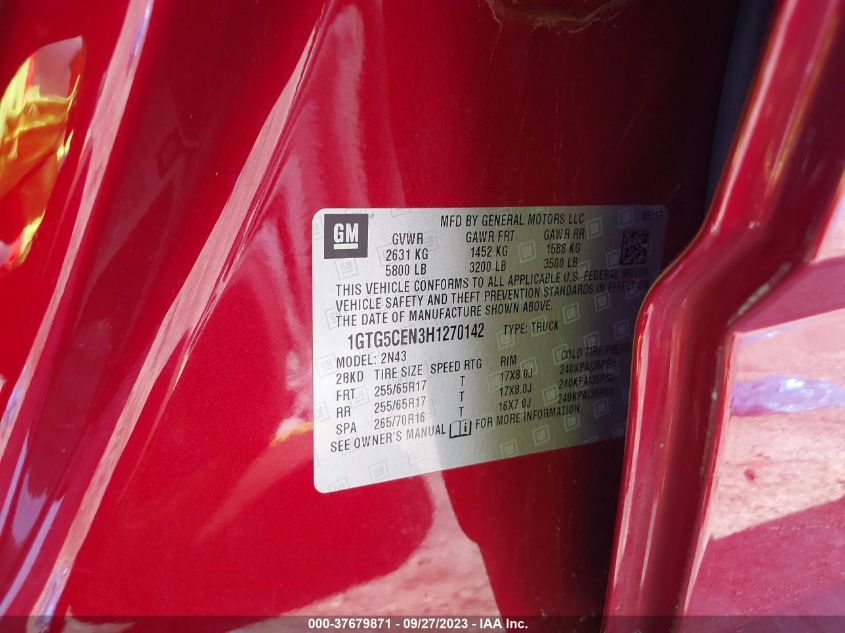 GM
MFD BY GENERAL MOTORS LLC
GVWR GAWR FRT GAWR RR
2631 KG 1452 KG 1588 KG
5800 LB 3200 LB 3500 LB
THIS VEHICLE CONFORMS TO ALL APPLICABLE U.S. FEDERAL MOTOR
VEHICLE SAFETY AND THEFT PREVENTION STANDARDS IN EFFECT ON
THE DATE OF MANUFACTURE SHOWN ABOVE.
1GTG5CEN3H1270142 TYPE: TRUCK
MODEL: 2N43
2BKD TIRE SIZE SPEED RTG RIM COLD TIRE
FRT 255/65R17 T 17X8.0J 240KPA(35PSI)
RR 255/65R17 T 17X8.0J 240KPA(35PSI)
SPA 265/70R16 T 16X7.0J 240KPA(35PSI)
SEE OWNER'S MANUAL FOR MORE INFORMATION
000-37679871 - 09/27/2023 - IAA Inc.